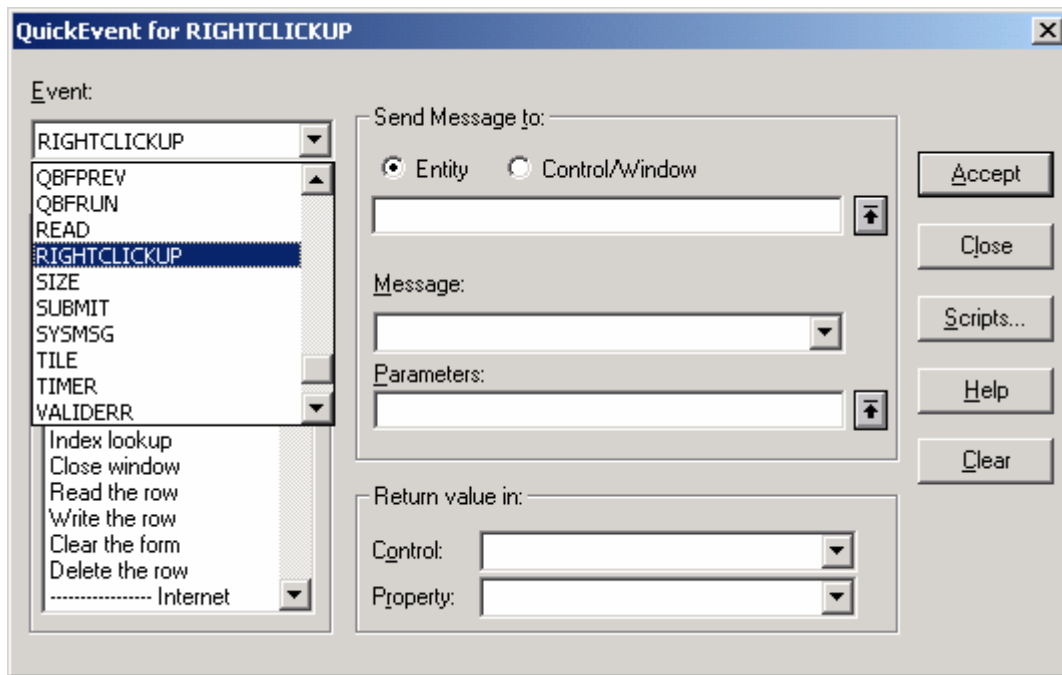 QuickEvent for RIGHTCLICKUP
Event:
RIGHTCLICKUP
QBFPREV
QBFRUN
READ
RIGHTCLICKUP
SIZE
SUBMIT
SYSMSG
TILE
TIMER
VALIDERR
Index lookup
Close window
Read the row
Write the row
Clear the form
Delete the row
---------------- Internet
Send Message to:
Entity Control/Window
Message:
Parameters:
Return value in:
Control:
Property:
Accept
Close
Scripts...
Help
Clear